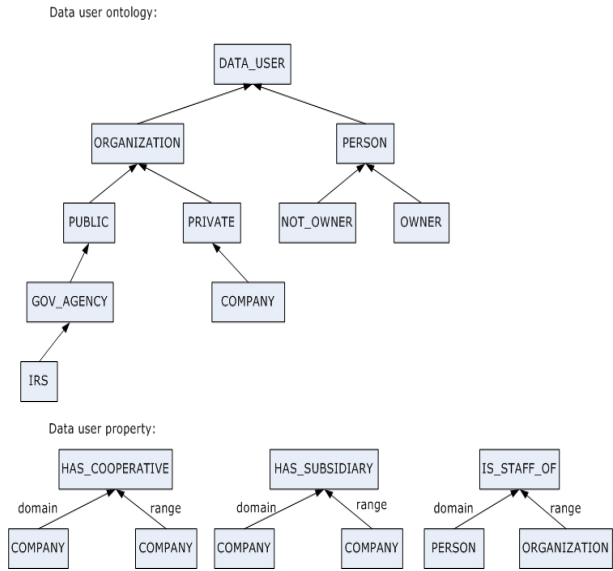 Data user ontology:
DATA_USER
ORGANIZATION
PERSON
PUBLIC
PRIVATE
NOT_OWNER
OWNER
GOV_AGENCY
COMPANY
IRS
Data user property:
HAS_COOPERATIVE
HAS_SUBSIDIARY
IS_STAFF_OF
domain
range
domain
range
domain
range
COMPANY
COMPANY
COMPANY
COMPANY
PERSON
ORGANIZATION